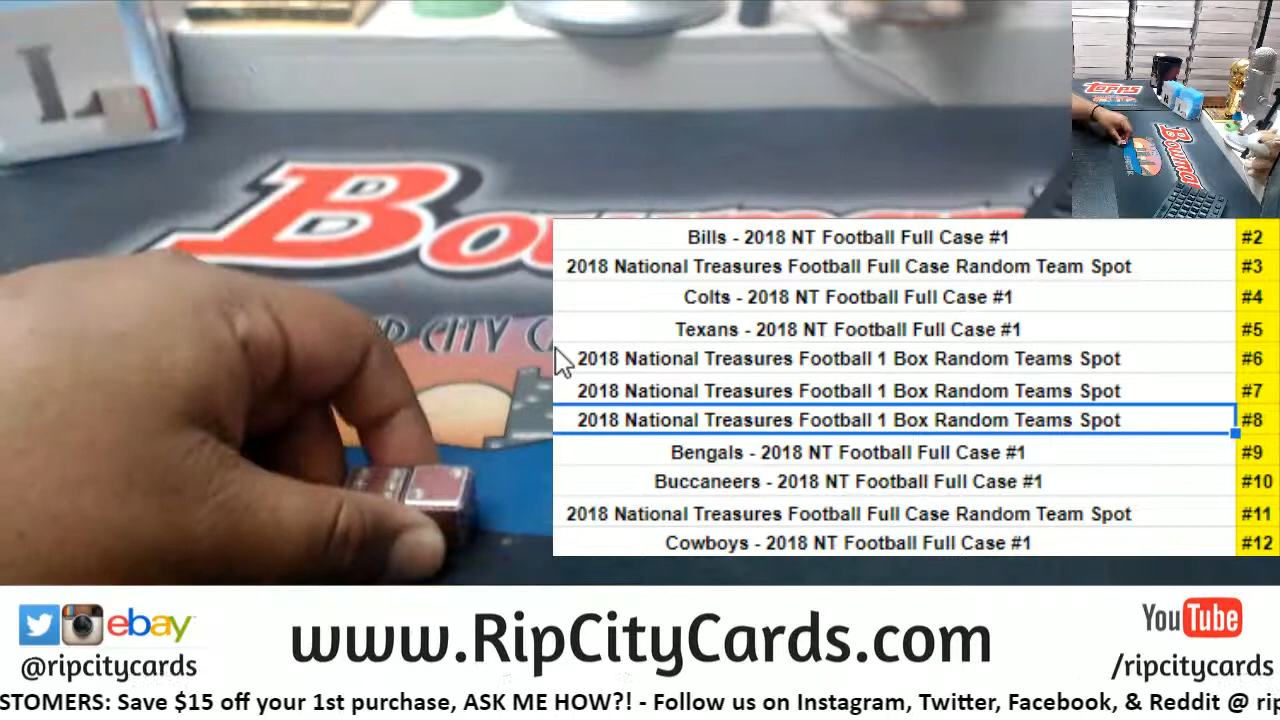 L
TOPPS
Bowman
Bills - 2018 NT Football Full Case #1 #2
2018 National Treasures Football Full Case Random Team Spot #3
Colts - 2018 NT Football Full Case #1 #4
Texans - 2018 NT Football Full Case #1 #5
2018 National Treasures Football 1 Box Random Teams Spot #6
2018 National Treasures Football 1 Box Random Teams Spot #7
2018 National Treasures Football 1 Box Random Teams Spot #8
Bengals - 2018 NT Football Full Case #1 #9
Buccaneers - 2018 NT Football Full Case #1 #10
2018 National Treasures Football Full Case Random Team Spot #11
Cowboys - 2018 NT Football Full Case #1 #12
B
CITY
ebay
@ripcitycards
www.RipCityCards.com
YouTube
/ripcitycards
STOMERS: Save $15 off your 1st purchase, ASK ME HOW?! - Follow us on Instagram, Twitter, Facebook, & Reddit @ rip